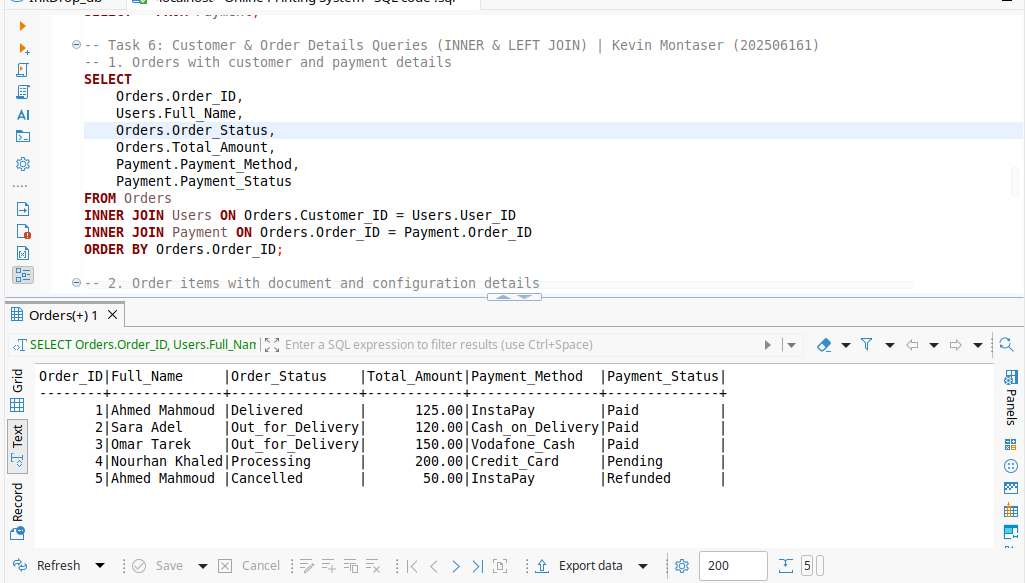 -- Task 6: Customer & Order Details Queries (INNER & LEFT JOIN) | Kevin Montaser (202506161)
-- 1. Orders with customer and payment details
SELECT
Orders.Order_ID,
Users.Full_Name,
Orders.Order_Status,
Orders.Total_Amount,
Payment.Payment_Method,
Payment.Payment_Status
FROM Orders
INNER JOIN Users ON Orders.Customer_ID = Users.User_ID
INNER JOIN Payment ON Orders.Order_ID = Payment.Order_ID
ORDER BY Orders.Order_ID;
-- 2. Order items with document and configuration details
Orders(+) 1
SELECT Orders.Order_ID, Users.Full_Nam
Enter a SQL expression to filter results (use Ctrl+Space)
Grid
Text
Record
Order_ID|Full_Name |Order_Status |Total_Amount|Payment_Method |Payment_Status|
--------+--------------+----------------+------------+----------------+--------------+
1|Ahmed Mahmoud |Delivered | 125.00|InstaPay |Paid |
2|Sara Adel |Out_for_Delivery| 120.00|Cash_on_Delivery|Paid |
3|Omar Tarek |Out_for_Delivery| 150.00|Vodafone_Cash |Paid |
4|Nourhan Khaled|Processing | 200.00|Credit_Card |Pending |
5|Ahmed Mahmoud |Cancelled | 50.00|InstaPay |Refunded |
Panels
Refresh Save Cancel Export data 200 5